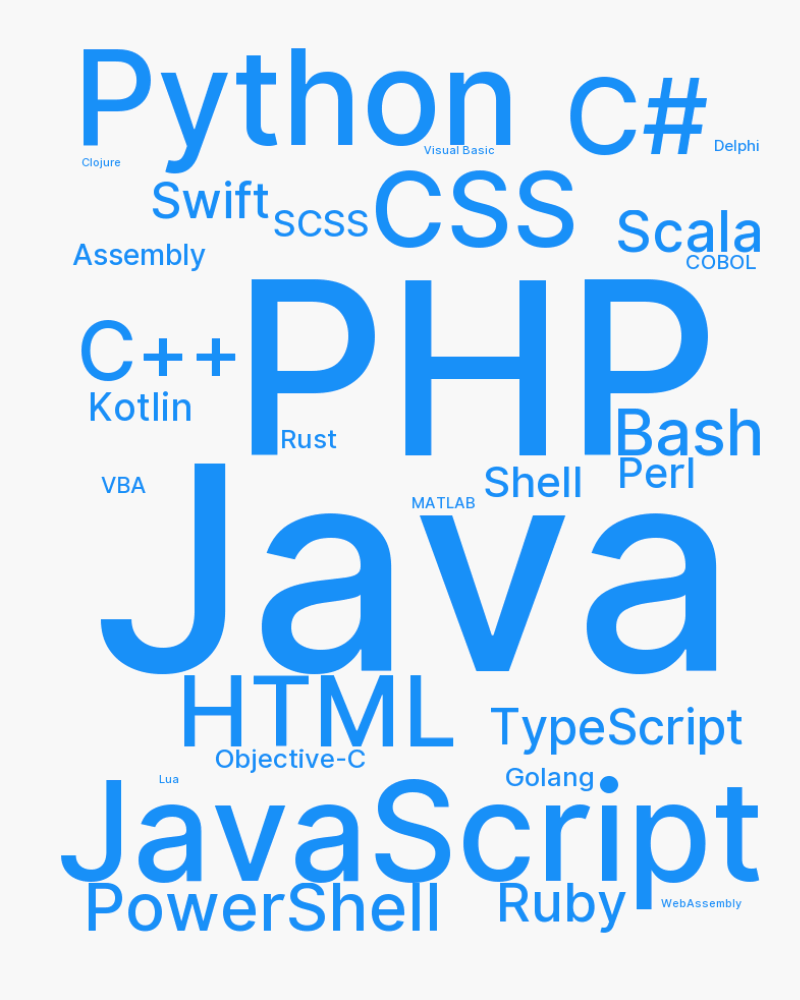 Python
C#
Visual Basic
Delphi
Clojure
Swift
SCSS
CSS
Scala
Assembly
COBOL
PHP
C++
Kotlin
Rust
Bash
Perl
VBA
Shell
MATLAB
Java
HTML
TypeScript
Objective-C
Golang
Lua
JavaScript
PowerShell
Ruby
WebAssembly